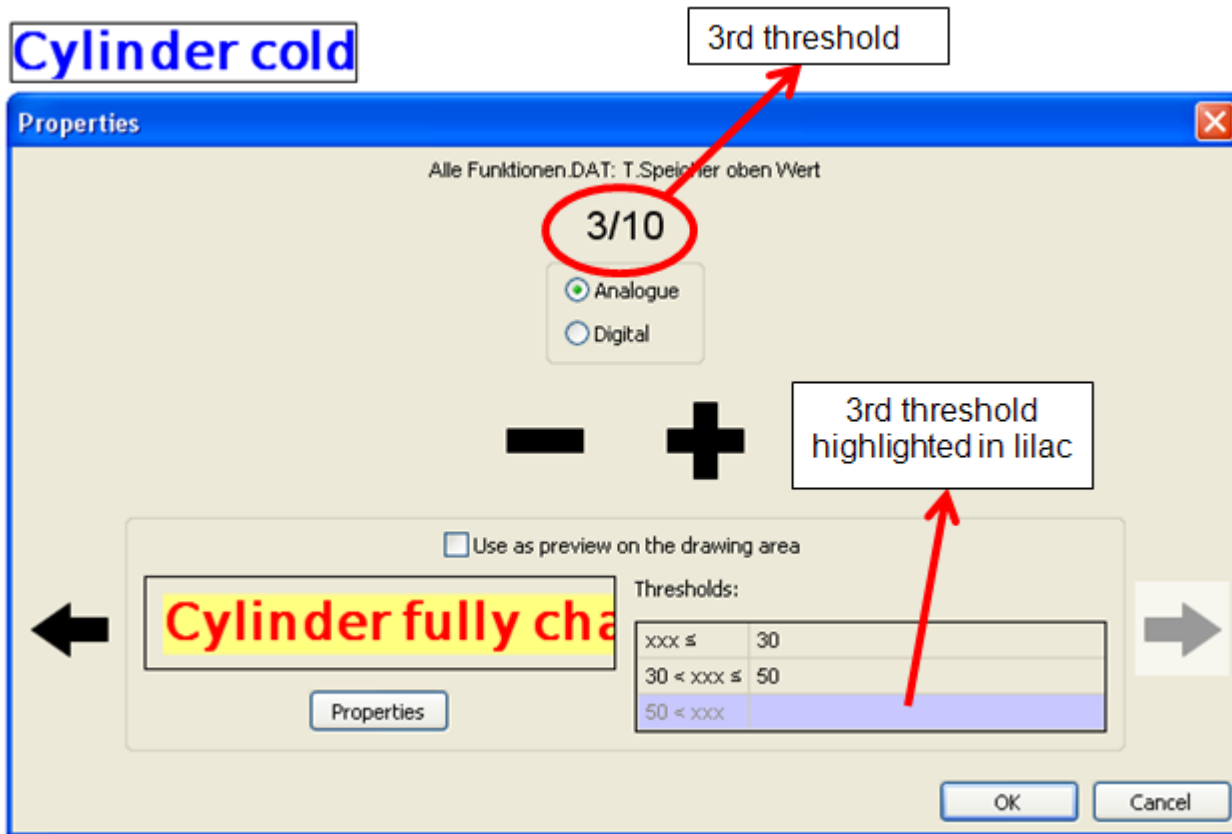 Cylinder cold
3rd threshold
Properties
Alle Funktionen.DAT: T.Speicher oben Wert
3/10
Analogue
Digital
3rd threshold
highlighted in lilac
Use as preview on the drawing area
Cylinder fully cha
Thresholds:
xxx ≤ 30
30 < xxx ≤ 50
50 < xxx
Properties
OK
Cancel